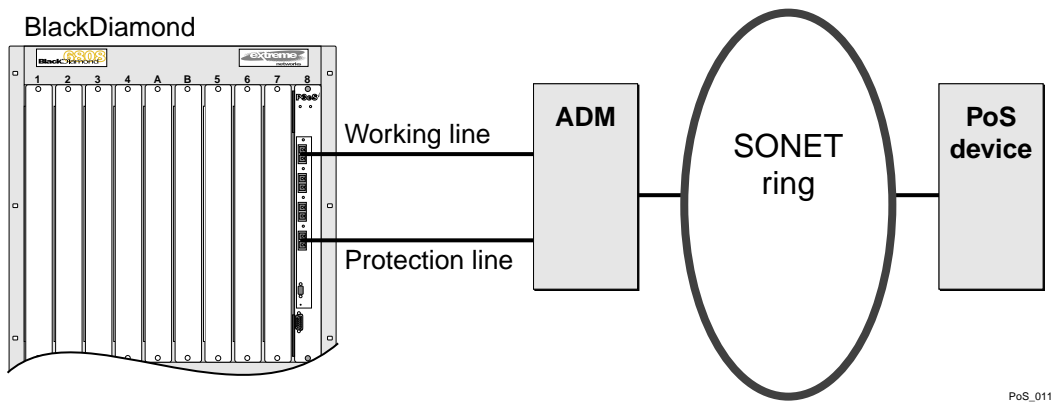 BlackDiamond
BlackDiamond 6808
extreme networks
1 2 3 4 A B 5 6 7 8
Working line
Protection line
ADM
SONET
ring
PoS
device
PoS_011